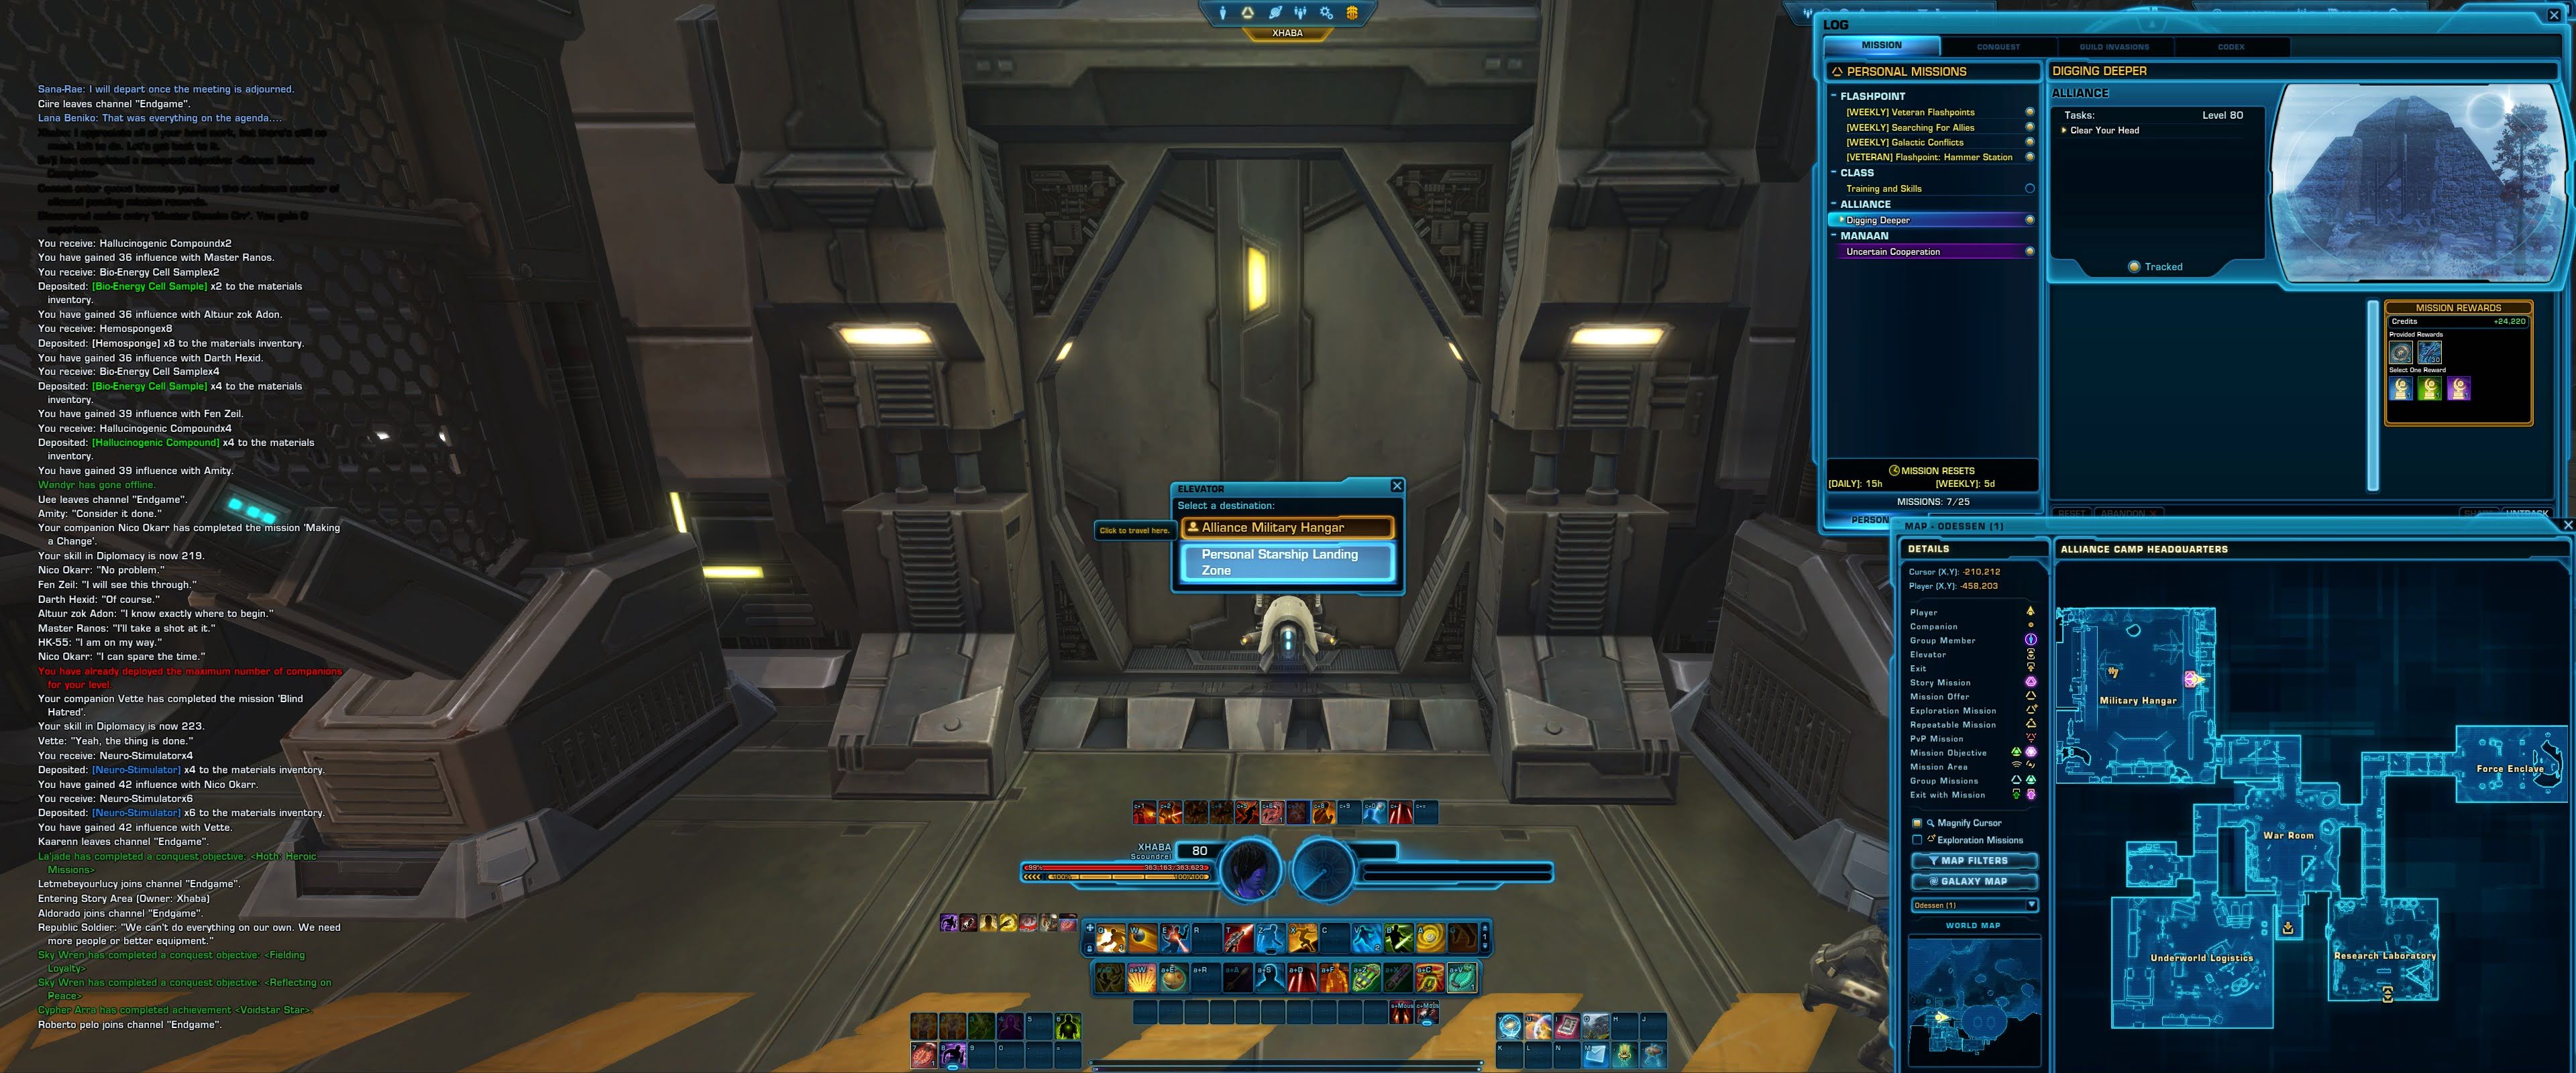 Sana-Rae: I will depart once the meeting is adjourned.
Ciire leaves channel "Endgame".
Lana Beniko: That was everything on the agenda....
You receive: Hallucinogenic Compoundx2
You have gained 36 influence with Master Ranos.
You receive: Bio-Energy Cell Samplex2
Deposited: [Bio-Energy Cell Sample] x2 to the materials
inventory.
You have gained 36 influence with Altuur zok Adon.
You receive: Hemospongex8
Deposited: [Hemosponge] x8 to the materials inventory.
You have gained 36 influence with Darth Hexid.
You receive: Bio-Energy Cell Samplex4
Deposited: [Bio-Energy Cell Sample] x4 to the materials
inventory.
You have gained 39 influence with Fen Zeil.
You receive: Hallucinogenic Compoundx4
Deposited: [Hallucinogenic Compound] x4 to the materials
inventory.
You have gained 39 influence with Amity.
Wøndyr has gone offline.
Uee leaves channel "Endgame".
Amity: "Consider it done."
Your companion Nico Okarr has completed the mission 'Making
a Change'.
Your skill in Diplomacy is now 219.
Nico Okarr: "No problem."
Fen Zeil: "I will see this through."
Darth Hexid: "Of course."
Altuur zok Adon: "I know exactly where to begin."
Master Ranos: "I'll take a shot at it."
HK-55: "I am on my way."
Nico Okarr: "I can spare the time."
You have already deployed the maximum number of companions
for your level.
Your companion Vette has completed the mission 'Blind
Hatred'.
Your skill in Diplomacy is now 223.
Vette: "Yeah, the thing is done."
You receive: Neuro-Stimulatorx4
Deposited: [Neuro-Stimulator] x4 to the materials inventory.
You have gained 42 influence with Nico Okarr.
You receive: Neuro-Stimulatorx6
Deposited: [Neuro-Stimulator] x6 to the materials inventory.
You have gained 42 influence with Vette.
Kaarenn leaves channel "Endgame".
La'jade has completed a conquest objective: <Hoth: Heroic
Missions>
Letmebeyourlucy joins channel "Endgame".
Entering Story Area (Owner: Xhaba)
Aldorado joins channel "Endgame".
Republic Soldier: "We can't do everything on our own. We need
more people or better equipment."
Sky Wren has completed a conquest objective: <Fielding
Loyalty>
Sky Wren has completed a conquest objective: <Reflecting on
Peace>
Cypher Arra has completed achievement <Voidstar Star>.
Roberto pelo joins channel "Endgame".
XHABA
ELEVATOR
Select a destination:
Click to travel here.
Alliance Military Hangar
Personal Starship Landing
Zone
XHABA
Scoundrel
80
LOG
MISSION
CONQUEST
GUILD INVASIONS
CODEX
PERSONAL MISSIONS
FLASHPOINT
[WEEKLY] Veteran Flashpoints
[WEEKLY] Searching For Allies
[WEEKLY] Galactic Conflicts
[VETERAN] Flashpoint: Hammer Station
CLASS
Training and Skills
ALLIANCE
Digging Deeper
MANAAN
Uncertain Cooperation
MISSION RESETS
[DAILY]: 15h
[WEEKLY]: 5d
MISSIONS: 7/25
DIGGING DEEPER
ALLIANCE
Tasks:
Level 80
Clear Your Head
Tracked
MISSION REWARDS
Credits
+24,220
Provided Rewards
Select One Reward
RESET
ABANDON
UNTRACK
MAP - ODESSEN (1)
DETAILS
Cursor (X,Y): -210,212
Player (X,Y): -458,203
Player
Companion
Group Member
Elevator
Exit
Story Mission
Mission Offer
Exploration Mission
Repeatable Mission
PvP Mission
Mission Objective
Mission Area
Group Missions
Exit with Mission
Magnify Cursor
Exploration Missions
MAP FILTERS
GALAXY MAP
Odessen (1)
WORLD MAP
ALLIANCE CAMP HEADQUARTERS
Military Hangar
Force Enclave
War Room
Underworld Logistics
Research Laboratory